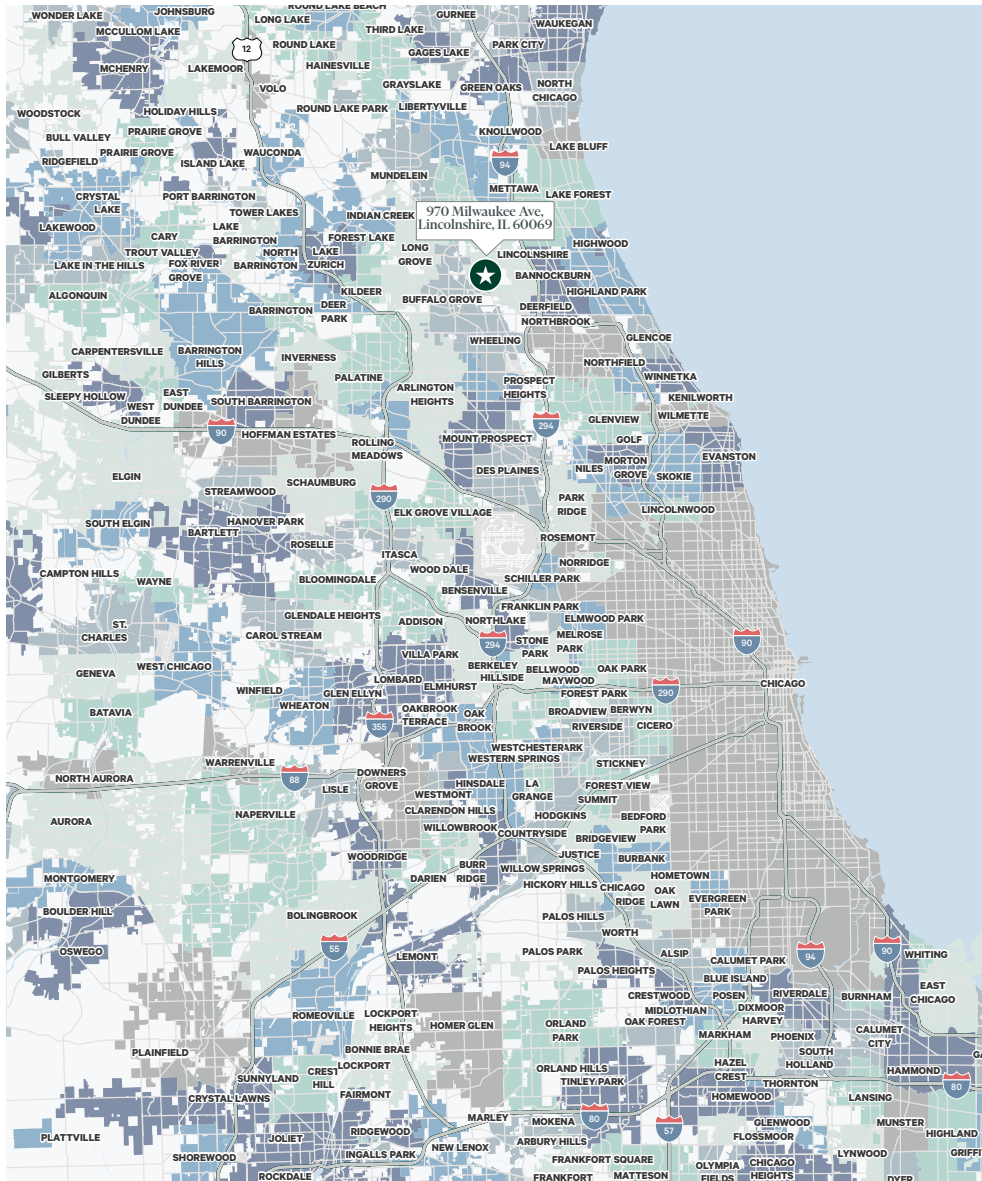 ROUND LAKE BEACH
WONDER LAKE
JOHNSBURG
LONG LAKE
GURNEE
WAUKEGAN
MCCULLOM LAKE
THIRD LAKE
12
ROUND LAKE
GAGES LAKE
PARK CITY
MCHENRY
LAKEMOOR
HAINESVILLE
VOLO
GRAYSLAKE
GREEN OAKS
NORTH
CHICAGO
WOODSTOCK
HOLIDAY HILLS
ROUND LAKE PARK
LIBERTYVILLE
BULL VALLEY
PRAIRIE GROVE
KNOLLWOOD
LAKE BLUFF
RIDGEFIELD
PRAIRIE GROVE
ISLAND LAKE
WAUCONDA
94
MUNDELEIN
METTAWA
LAKE FOREST
CRYSTAL
LAKE
PORT BARRINGTON
TOWER LAKES
INDIAN CREEK
970 Milwaukee Ave,
Lincolnshire, IL 60069
LAKEWOOD
LAKE
BARRINGTON
FOREST LAKE
CARY
HIGHWOOD
TROUT VALLEY
NORTH
BARRINGTON
LAKE
ZURICH
LONG
GROVE
LINCOLNSHIRE
LAKE IN THE HILLS
FOX RIVER
GROVE
BANNOCKBURN
ALGONQUIN
KILDEER
HIGHLAND PARK
BUFFALO GROVE
BARRINGTON
DEER
PARK
DEERFIELD
NORTHBROOK
WHEELING
GLENCOE
CARPENTERSVILLE
BARRINGTON
HILLS
INVERNESS
NORTHFIELD
GILBERTS
PALATINE
WINNETKA
SLEEPY HOLLOW
EAST
DUNDEE
WEST
DUNDEE
SOUTH BARRINGTON
ARLINGTON
HEIGHTS
PROSPECT
HEIGHTS
KENILWORTH
WILMETTE
GLENVIEW
294
90
HOFFMAN ESTATES
ROLLING
MEADOWS
MOUNT PROSPECT
GOLF
EVANSTON
MORTON
GROVE
NILES
SKOKIE
DES PLAINES
ELGIN
STREAMWOOD
SCHAUMBURG
290
PARK
RIDGE
LINCOLNWOOD
ELK GROVE VILLAGE
SOUTH ELGIN
HANOVER PARK
BARTLETT
ROSELLE
ROSEMONT
ITASCA
NORRIDGE
CAMPTON HILLS
WAYNE
BLOOMINGDALE
WOOD DALE
SCHILLER PARK
BENSENVILLE
FRANKLIN PARK
GLENDALE HEIGHTS
ADDISON
NORTHLAKE
ELMWOOD PARK
ST.
CHARLES
CAROL STREAM
294
STONE
PARK
MELROSE
PARK
90
VILLA PARK
BERKELEY
GENEVA
WEST CHICAGO
HILLSIDE
BELLWOOD
OAK PARK
LOMBARD
MAYWOOD
CHICAGO
WINFIELD
GLEN ELLYN
ELMHURST
FOREST PARK
290
WHEATON
BATAVIA
OAKBROOK
TERRACE
OAK
BROOK
BROADVIEW
BERWYN
355
RIVERSIDE
CICERO
WESTCHESTERARK
WESTERN SPRINGS
WARRENVILLE
STICKNEY
NORTH AURORA
88
DOWNERS
GROVE
LISLE
HINSDALE
LA
GRANGE
FOREST VIEW
WESTMONT
SUMMIT
NAPERVILLE
CLARENDON HILLS
HODGKINS
BEDFORD
PARK
AURORA
WILLOWBROOK
COUNTRYSIDE
BRIDGEVIEW
WOODRIDGE
JUSTICE
BURBANK
MONTGOMERY
BURR
RIDGE
DARIEN
WILLOW SPRINGS
HOMETOWN
HICKORY HILLS
CHICAGO
RIDGE
OAK
LAWN
EVERGREEN
PARK
BOULDER HILL
BOLINGBROOK
PALOS HILLS
WORTH
OSWEGO
55
LEMONT
PALOS PARK
ALSIP
94
90
WHITING
CALUMET PARK
PALOS HEIGHTS
BLUE ISLAND
EAST
CHICAGO
CRESTWOOD
POSEN
RIVERDALE
BURNHAM
ROMEOVILLE
LOCKPORT
HEIGHTS
MIDLOTHIAN
DIXMOOR
HOMER GLEN
ORLAND
PARK
OAK FOREST
HARVEY
MARKHAM
PHOENIX
CALUMET
CITY
PLAINFIELD
BONNIE BRAE
SOUTH
HOLLAND
LOCKPORT
CREST
HILL
ORLAND HILLS
HAZEL
CREST
HAMMOND
SUNNYLAND
TINLEY PARK
THORNTON
80
CRYSTAL LAWNS
FAIRMONT
HOMEWOOD
LANSING
MARLEY
MOKENA
80
57
GLENWOOD
MUNSTER
PLATTVILLE
JOLIET
RIDGEWOOD
FLOSSMOOR
HIGHLAND
ARBURY HILLS
NEW LENOX
INGALLS PARK
SHOREWOOD
FRANKFORT SQUARE
LYNWOOD
OLYMPIA
FIELDS
CHICAGO
HEIGHTS
ROCKDALE
FRANKFORT
MATTESON
DYER